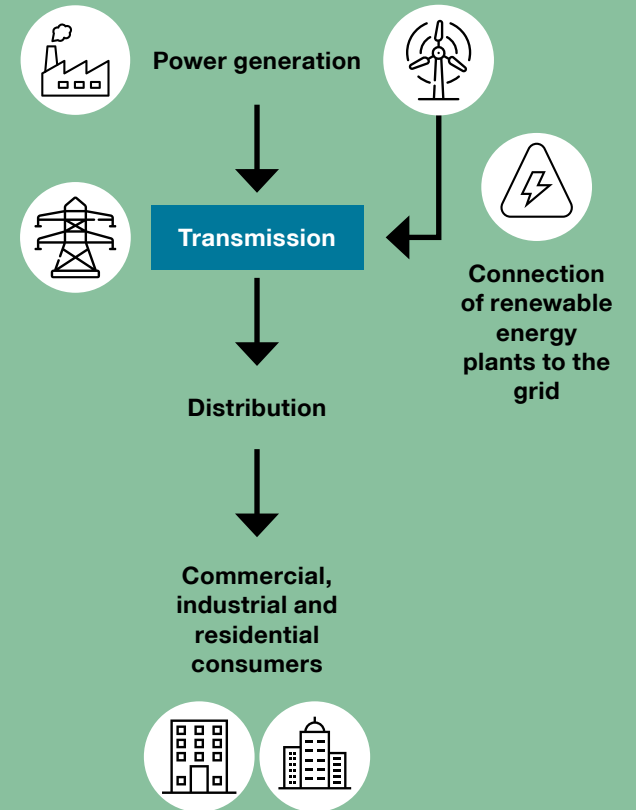 Power generation
Transmission
Connection
of renewable
energy
plants to the
grid
Distribution
Commercial,
industrial and
residential
consumers